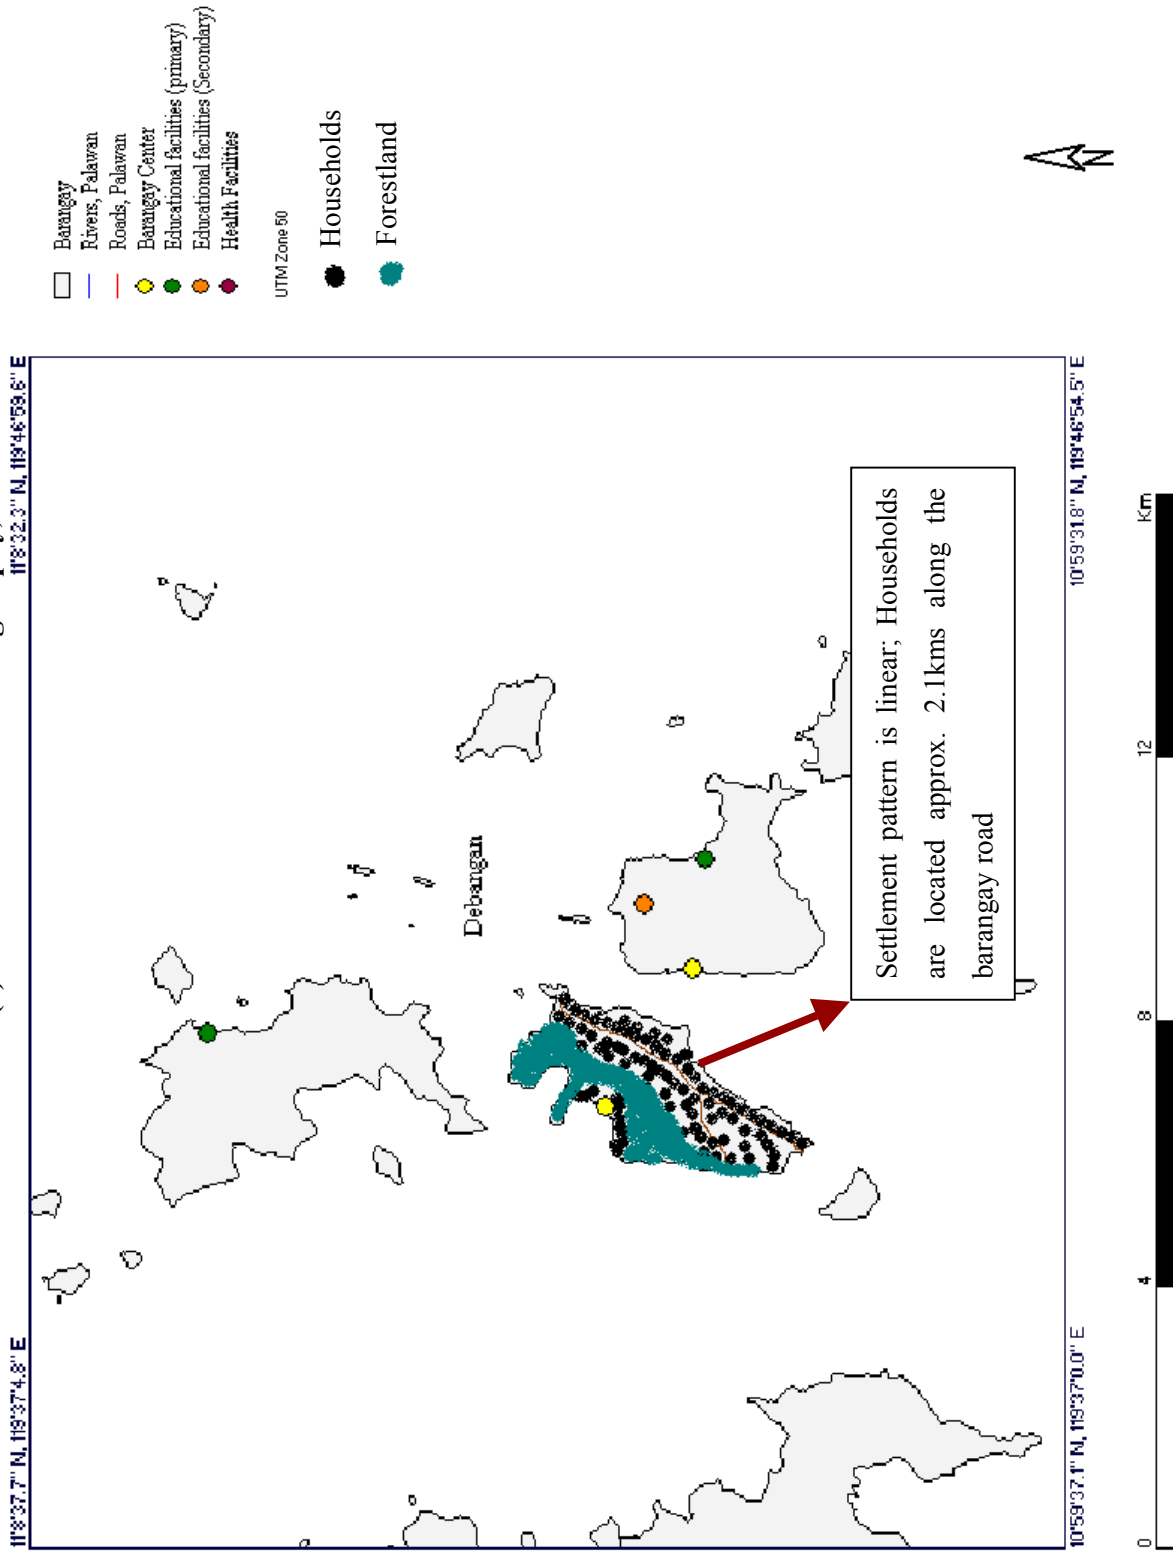 11°8'37.7" N, 119°37'4.8" E
11°8'32.3" N, 119°46'59.6" E
Debangan
Settlement pattern is linear; Households
are located approx. 2.1kms along the
barangay road
10°59'37.1" N, 119°37'0.0" E
10°59'31.8" N, 119°46'54.5" E
0 4 8 12 Km
Barangay
Rivers, Palawan
Roads, Palawan
Barangay Center
Educational facilities (primary)
Educational facilities (Secondary)
Health Facilities
UTM Zone 50
Households
Forestland
N